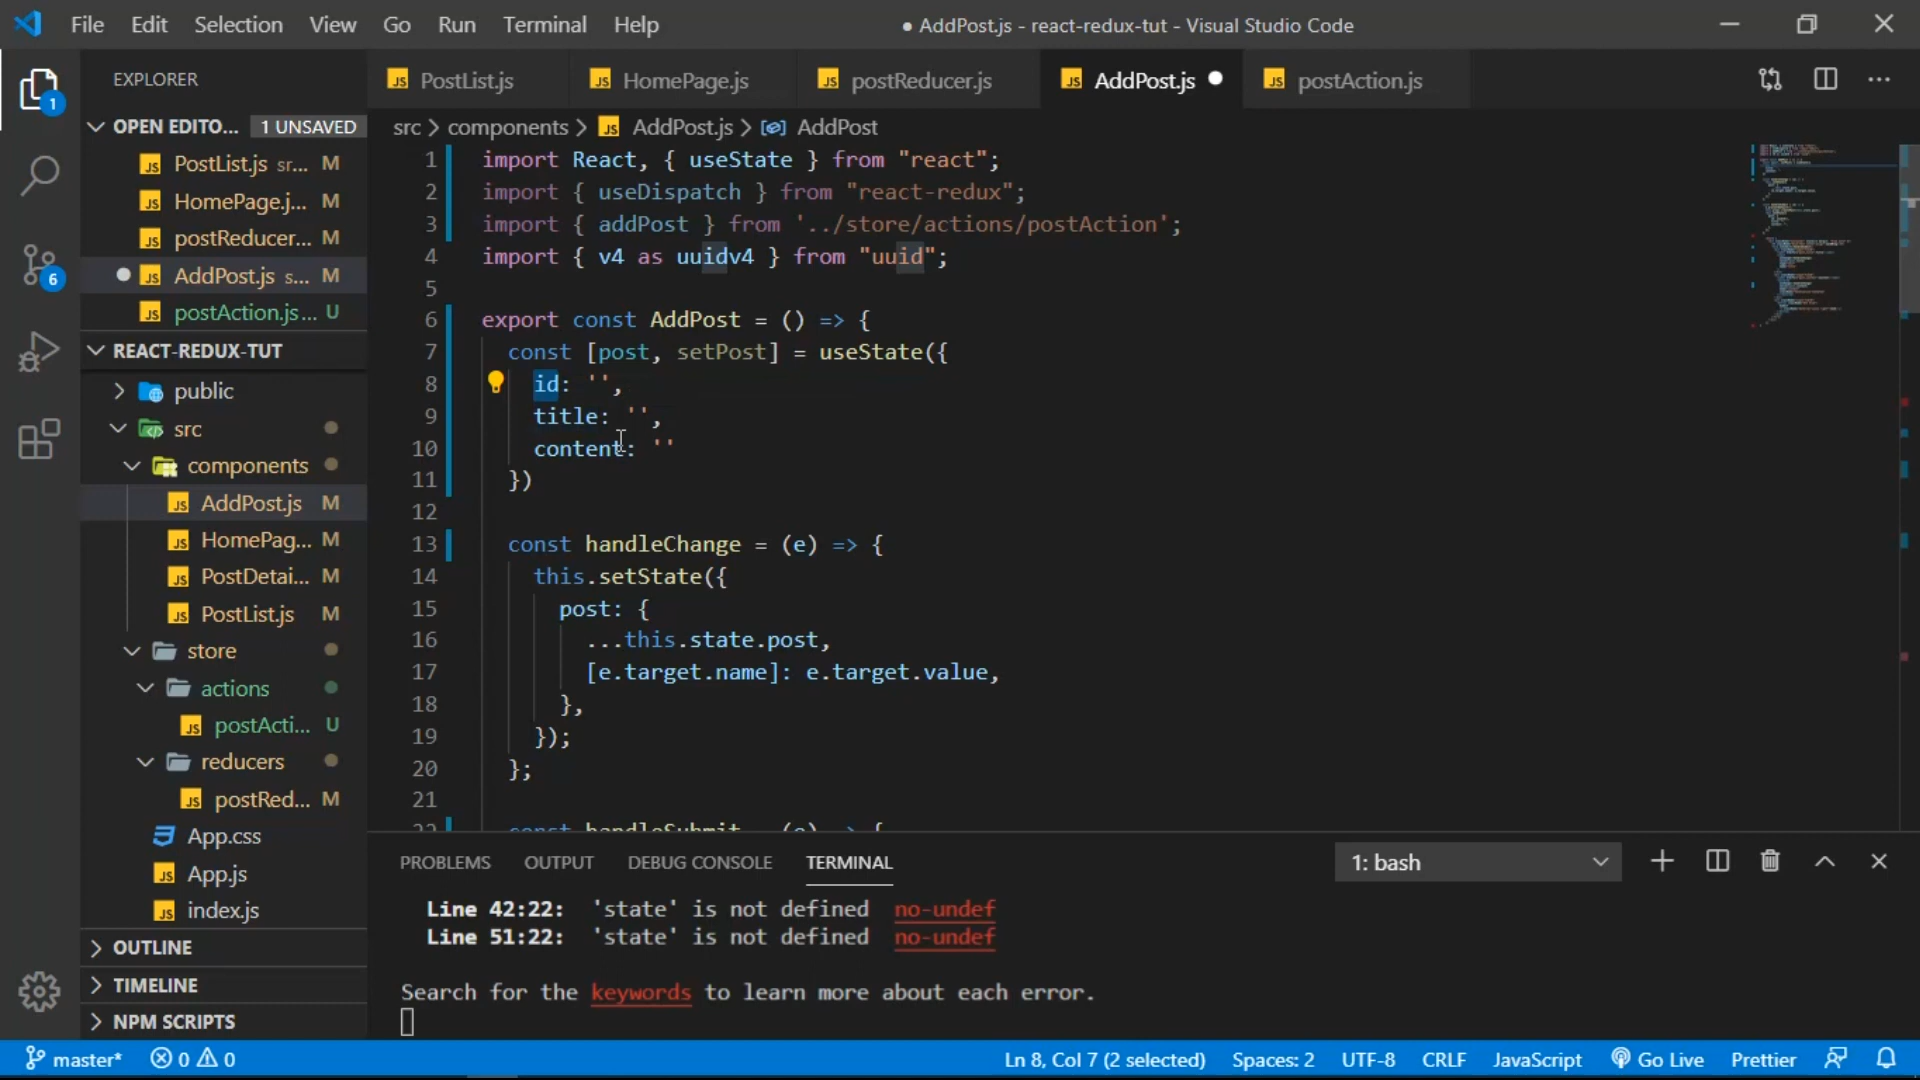 File Edit Selection View Go Run Terminal Help ● AddPost.js - react-redux-tut - Visual Studio Code
EXPLORER
OPEN EDITO... 1 UNSAVED
PostList.js sr... M
HomePage.j... M
postReducer... M
AddPost.js s... M
postAction.js... U
REACT-REDUX-TUT
public
src
components
AddPost.js M
HomePag... M
PostDetai... M
PostList.js M
store
actions
postActi... U
reducers
postRed... M
App.css
App.js
index.js
OUTLINE
TIMELINE
NPM SCRIPTS
1
6
PostList.js HomePage.js postReducer.js AddPost.js ● postAction.js
src > components > AddPost.js > AddPost
1 import React, { useState } from "react";
2 import { useDispatch } from "react-redux";
3 import { addPost } from '../store/actions/postAction';
4 import { v4 as uuidv4 } from "uuid";
5
6 export const AddPost = () => {
7 const [post, setPost] = useState({
8 id: '',
9 title: '',
10 content: ''
11 })
12
13 const handleChange = (e) => {
14 this.setState({
15 post: {
16 ...this.state.post,
17 [e.target.name]: e.target.value,
18 },
19 });
20 };
21
22 const handleSubmit = (e) => {
PROBLEMS OUTPUT DEBUG CONSOLE TERMINAL 1: bash
Line 42:22: 'state' is not defined no-undef
Line 51:22: 'state' is not defined no-undef
Search for the keywords to learn more about each error.
master* 0 0 Ln 8, Col 7 (2 selected) Spaces: 2 UTF-8 CRLF JavaScript Go Live Prettier